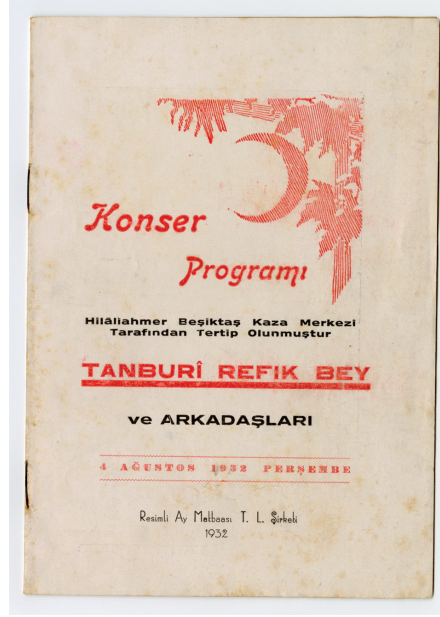 Konser
Programı
Hilâliahmer Beşiktaş Kaza Merkezi
Tarafından Tertip Olunmuştur
TANBURÎ REFİK BEY
ve ARKADAŞLARI
4 AĞUSTOS 1932 PERŞEMBE
Resimli Ay Matbaası T. L. Şirketi
1932